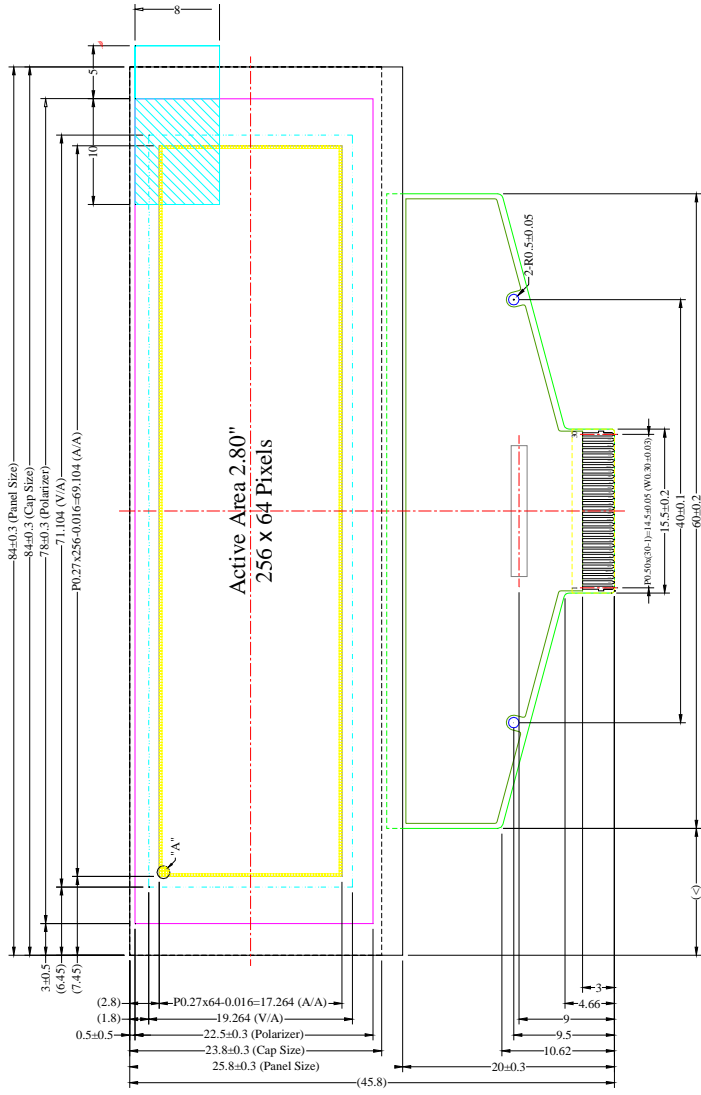 8
5
10
84±0.3 (Panel Size)
84±0.3 (Cap Size)
78±0.3 (Polarizer)
71.104 (V/A)
P0.27x256-0.016=69.104 (A/A)
Active Area 2.80"
256 x 64 Pixels
"A"
2-R0.5±0.05
P0.50x(30-1)=14.5±0.05 (W0.30±0.03)
15.5±0.2
40±0.1
60±0.2
3±0.5
(6.45)
(7.45)
(2.8)
P0.27x64-0.016=17.264 (A/A)
(1.8)
19.264 (V/A)
0.5±0.5
22.5±0.3 (Polarizer)
23.8±0.3 (Cap Size)
25.8±0.3 (Panel Size)
20±0.3
(45.8)
3
4.66
9
9.5
10.62